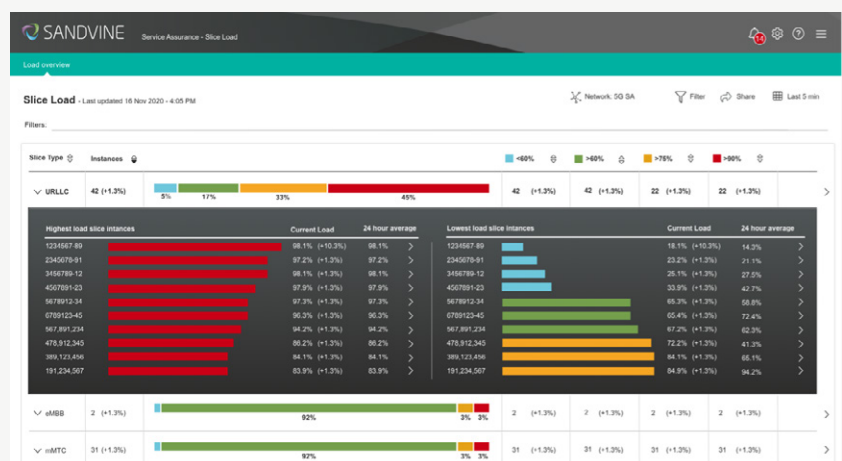 SANDVINE Service Assurance - Slice Load 14
Load overview
Slice Load - Last updated 16 Nov 2020 - 4:05 PM Network: 5G SA Filter Share Last 5 min
Filters:
Slice Type Instances <60% >60% >75% >90%
URLLC 42 (+1.3%) 5% 17% 33% 45% 42 (+1.3%) 42 (+1.3%) 22 (+1.3%) 22 (+1.3%)
Highest load slice intances Current Load 24 hour average Lowest load slice intances Current Load 24 hour average
1234567-89 98.1% (+10.3%) 98.1% 1234567-89 18.1% (+10.3%) 14.3%
2345678-91 97.2% (+1.3%) 97.2% 2345678-91 23.2% (+1.3%) 21.1%
3456789-12 98.1% (+1.3%) 98.1% 3456789-12 25.1% (+1.3%) 27.5%
4567891-23 97.9% (+1.3%) 97.9% 4567891-23 33.9% (+1.3%) 42.7%
5678912-34 97.3% (+1.3%) 97.3% 5678912-34 65.3% (+1.3%) 58.8%
6789123-45 96.3% (+1.3%) 96.3% 6789123-45 65.4% (+1.3%) 72.4%
567,891,234 94.2% (+1.3%) 94.2% 567,891,234 67.2% (+1.3%) 62.3%
478,912,345 86.2% (+1.3%) 86.2% 478,912,345 72.2% (+1.3%) 41.3%
389,123,456 84.1% (+1.3%) 84.1% 389,123,456 84.1% (+1.3%) 65.1%
191,234,567 83.9% (+1.3%) 83.9% 191,234,567 84.9% (+1.3%) 94.2%
eMBB 2 (+1.3%) 92% 3% 3% 2 (+1.3%) 2 (+1.3%) 2 (+1.3%) 2 (+1.3%)
mMTC 31 (+1.3%) 92% 3% 3% 31 (+1.3%) 31 (+1.3%) 31 (+1.3%) 31 (+1.3%)